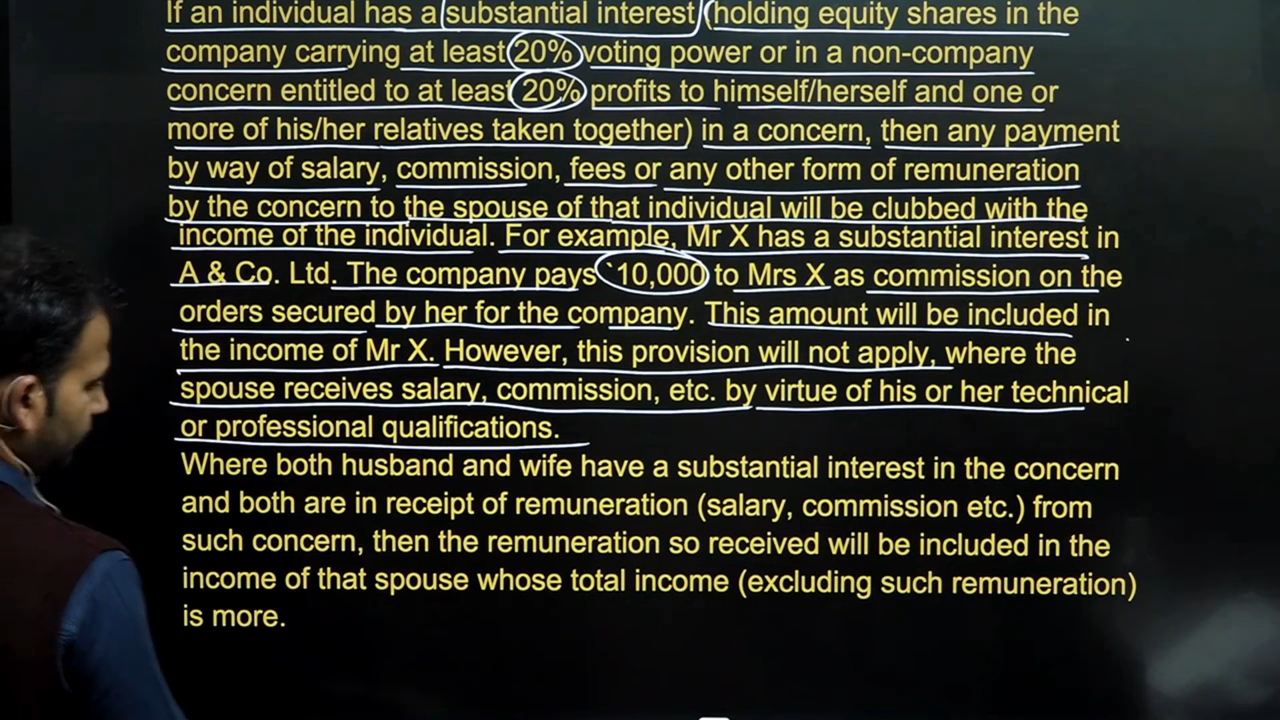 If an individual has a substantial interest (holding equity shares in the
company carrying at least 20% voting power or in a non-company
concern entitled to at least 20% profits to himself/herself and one or
more of his/her relatives taken together) in a concern, then any payment
by way of salary, commission, fees or any other form of remuneration
by the concern to the spouse of that individual will be clubbed with the
income of the individual. For example, Mr X has a substantial interest in
A & Co. Ltd. The company pays `10,000 to Mrs X as commission on the
orders secured by her for the company. This amount will be included in
the income of Mr X. However, this provision will not apply, where the
spouse receives salary, commission, etc. by virtue of his or her technical
or professional qualifications.
Where both husband and wife have a substantial interest in the concern
and both are in receipt of remuneration (salary, commission etc.) from
such concern, then the remuneration so received will be included in the
income of that spouse whose total income (excluding such remuneration)
is more.